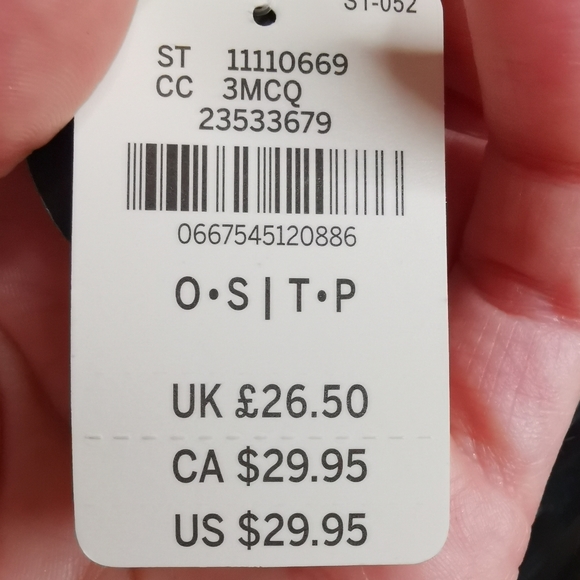 ST-052
ST 11110669
CC 3MCQ
23533679
0667545120886
O•S | T•P
UK £26.50
CA $29.95
US $29.95